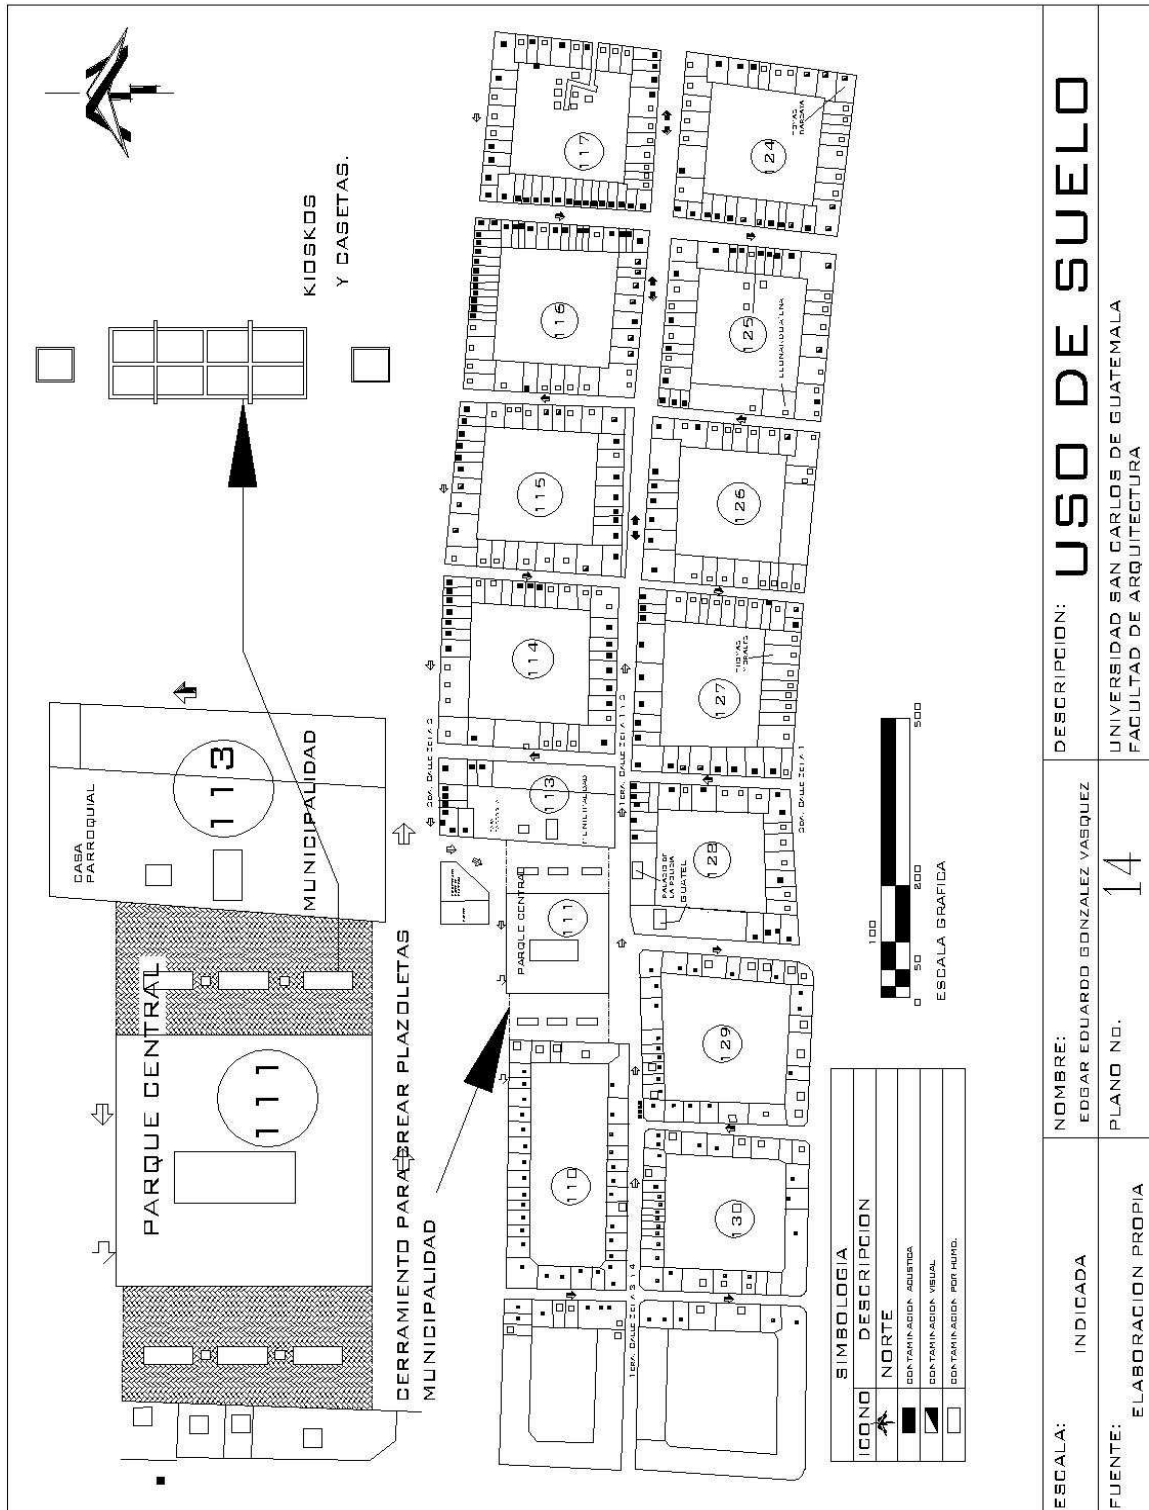 KIOSKOS
Y CASETAS.
CASA
PARROQUIAL
113
MUNICIPALIDAD
PARQUE CENTRAL
111
CERRAMIENTO PARA CREAR PLAZOLETAS
MUNICIPALIDAD
117
116
115
114
113
PARQUE CENTRAL
111
110
124
125
126
127
128
PALACIO DE
LA POLICIA
GUATEL
129
130
0
50
100
200
500
ESCALA GRAFICA
SIMBOLOGIA
ICONO
DESCRIPCION
NORTE
CONTAMINACION ACUSTICA
CONTAMINACION VISUAL
CONTAMINACION POR HUMO.
ESCALA:
INDICADA
NOMBRE:
EDGAR EDUARDO GONZALEZ VASQUEZ
DESCRIPCION:
USO DE SUELO
FUENTE:
ELABORACION PROPIA
PLANO No.
14
UNIVERSIDAD SAN CARLOS DE GUATEMALA
FACULTAD DE ARQUITECTURA